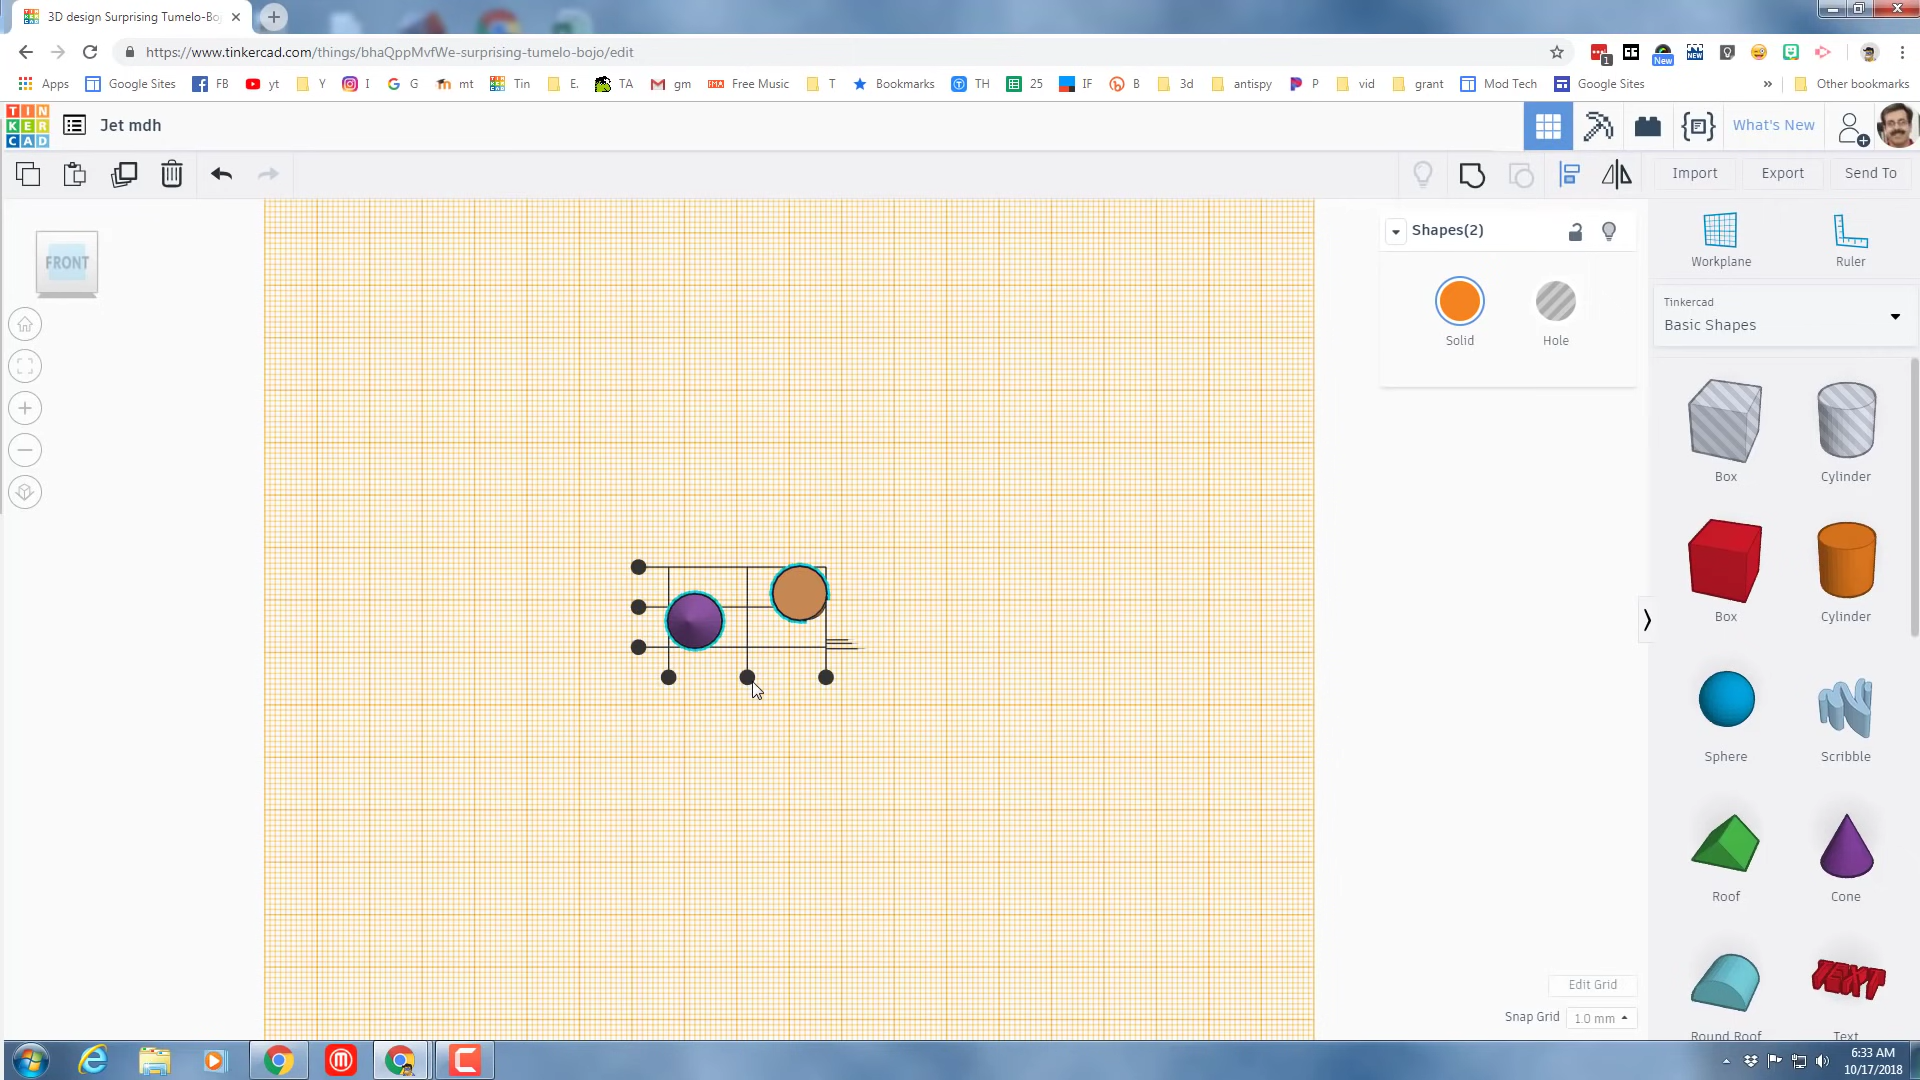 3D design Surprising Tumelo-Bo
https://www.tinkercad.com/things/bhaQppMvfWe-surprising-tumelo-bojo/edit
1 New NEW
Apps Google Sites FB yt Y I G mt Tin E. TA gm Free Music T Bookmarks TH 25 IF B 3d antispy P vid grant Mod Tech Google Sites » Other bookmarks
TIN
KER
CAD
Jet mdh
What's New
Import Export Send To
FRONT
Shapes(2)
Solid Hole
Workplane Ruler
Tinkercad
Basic Shapes
Box Cylinder
Box Cylinder
Sphere Scribble
Roof Cone
TEXT
Round Roof Text
Edit Grid
Snap Grid 1.0 mm
6:33 AM
10/17/2018